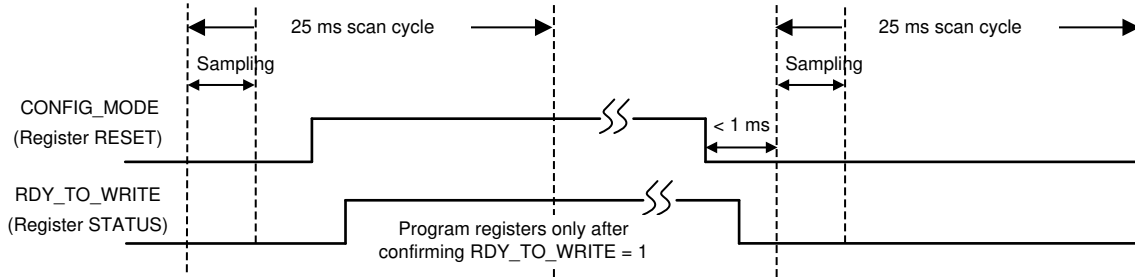 25 ms scan cycle
25 ms scan cycle
Sampling
Sampling
CONFIG_MODE
(Register RESET)
< 1 ms
RDY_TO_WRITE
(Register STATUS)
Program registers only after
confirming RDY_TO_WRITE = 1